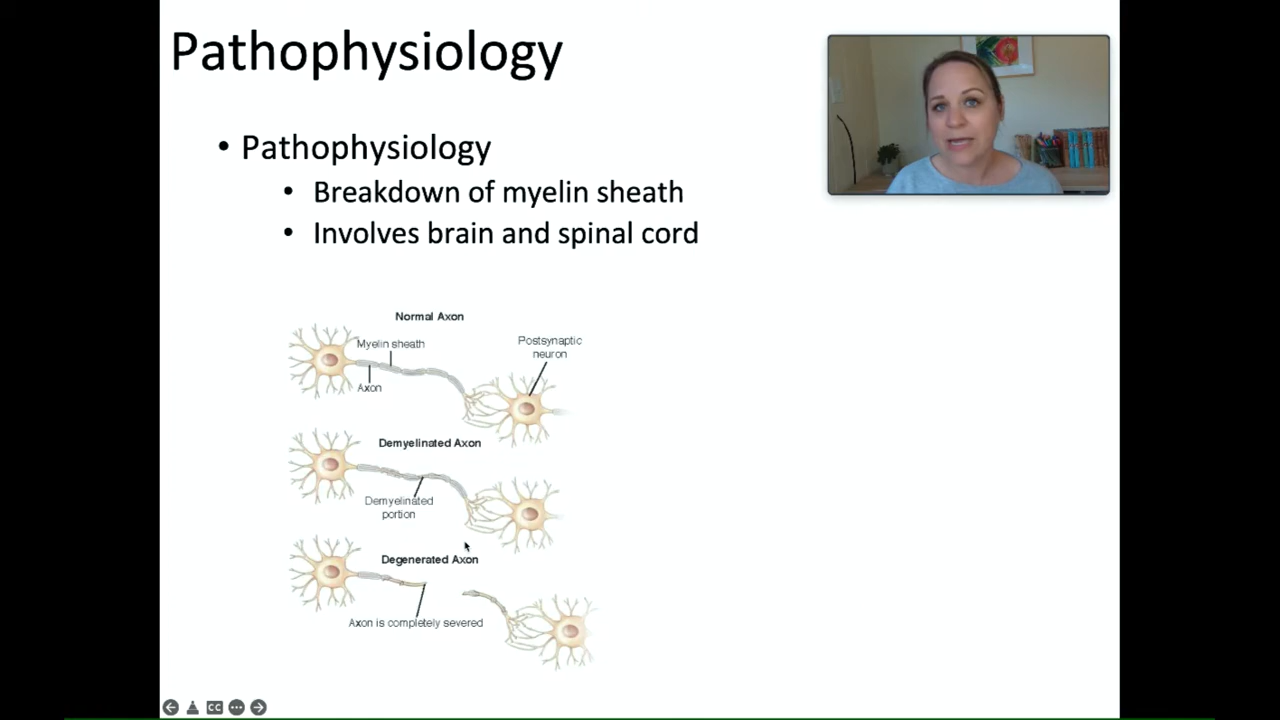 Pathophysiology
• Pathophysiology
• Breakdown of myelin sheath
• Involves brain and spinal cord
Normal Axon
Myelin sheath
Axon
Postsynaptic
neuron
Demyelinated Axon
Demyelinated
portion
Degenerated Axon
Axon is completely severed
CC